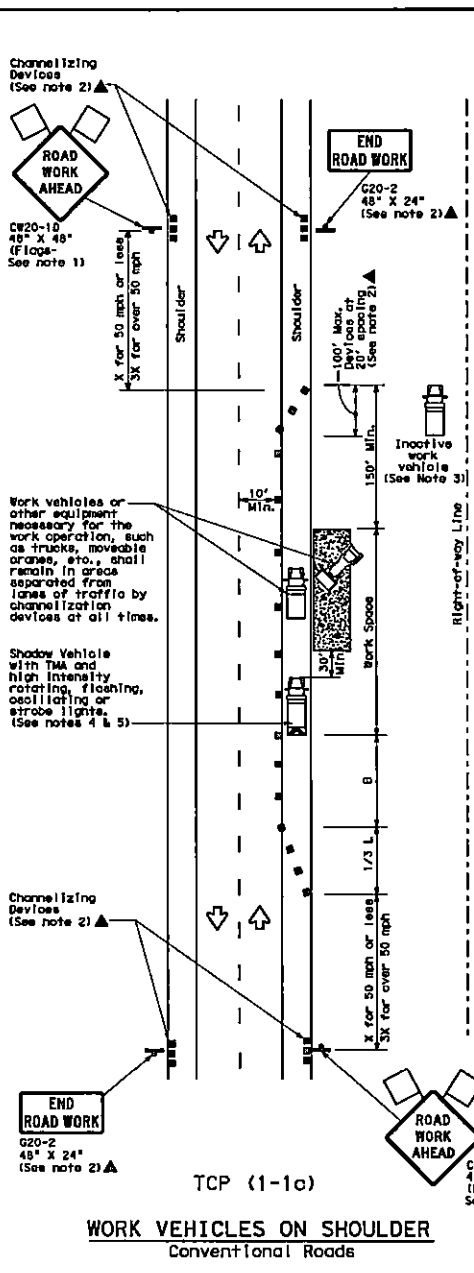 Channelizing
Devices
(See note 2)▲
ROAD
WORK
AHEAD
CW20-1D
48" X 48"
(Flags-
See note 1)
END
ROAD WORK
G20-2
48" X 24"
(See note 2)▲
X for 50 mph or less
3X for over 50 mph
Shoulder
Shoulder
100' Max.
Devices at
20' spacing
(See note 2)▲
150' Min.
Inactive
work
vehicle
(See Note 3)
Right-of-way Line
10'
Min.
Work vehicles or
other equipment
necessary for the
work operation, such
as trucks, moveable
cranes, etc., shall
remain in areas
separated from
lanes of traffic by
channelization
devices at all times.
Work Space
30'
Min.
Shadow Vehicle
with TMA and
high intensity
rotating, flashing,
oscillating or
strobe lights.
(See notes 4 & 5)
B
1/3 L
Channelizing
Devices
(See note 2)▲
X for 50 mph or less
3X for over 50 mph
END
ROAD WORK
G20-2
48" X 24"
(See note 2)▲
ROAD
WORK
AHEAD
TCP (1-1c)
WORK VEHICLES ON SHOULDER
Conventional Roads